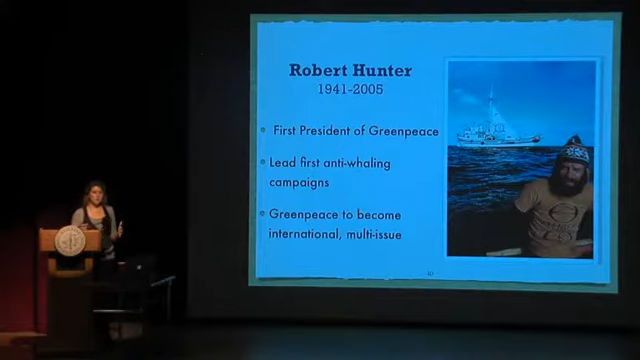 Robert Hunter
1941-2005
First President of Greenpeace
Lead first anti-whaling
campaigns
Greenpeace to become
international, multi-issue